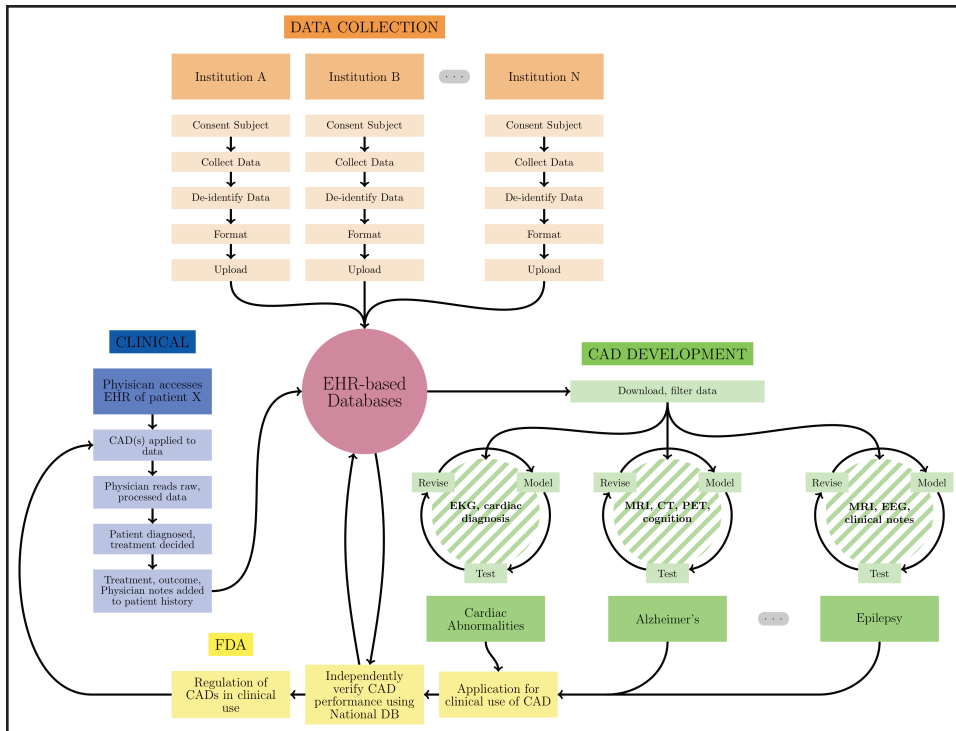 DATA COLLECTION
Institution A
Institution B
· · ·
Institution N
Consent Subject
Consent Subject
Consent Subject
Collect Data
Collect Data
Collect Data
De-identify Data
De-identify Data
De-identify Data
Format
Format
Format
Upload
Upload
Upload
CLINICAL
Phyisican accesses
EHR of patient X
CAD(s) applied to
data
Physician reads raw,
processed data
Patient diagnosed,
treatment decided
Treatment, outcome,
Physician notes added
to patient history
EHR-based
Databases
CAD DEVELOPMENT
Download, filter data
Revise
Model
EKG, cardiac
diagnosis
Test
Revise
Model
MRI, CT, PET,
cognition
Test
Revise
Model
MRI, EEG,
clinical notes
Test
Cardiac
Abnormalities
Alzheimer's
· · ·
Epilepsy
FDA
Regulation of
CADs in clinical
use
Independently
verify CAD
performance using
National DB
Application for
clinical use of CAD